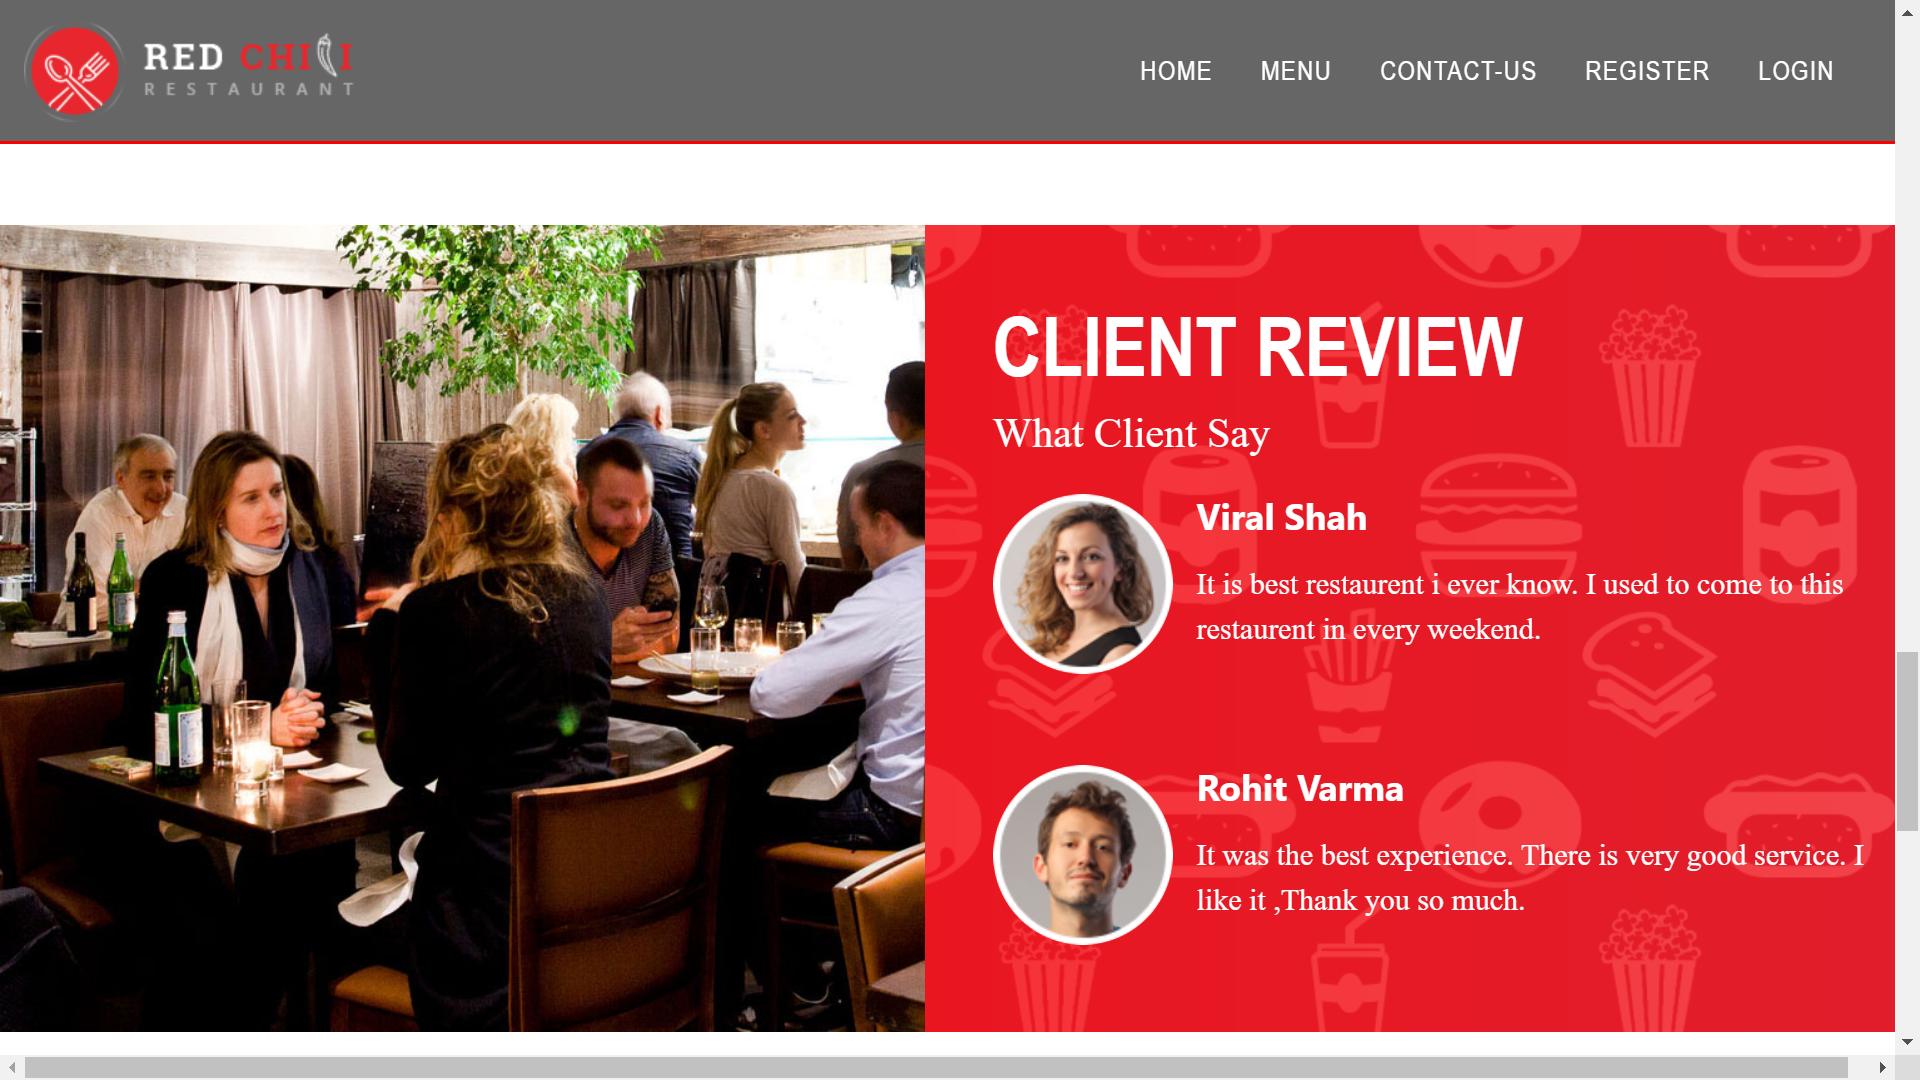 RED CHILI
RESTAURANT
HOME MENU CONTACT-US REGISTER LOGIN
CLIENT REVIEW
What Client Say
Viral Shah
It is best restaurent i ever know. I used to come to this
restaurent in every weekend.
Rohit Varma
It was the best experience. There is very good service. I
like it ,Thank you so much.